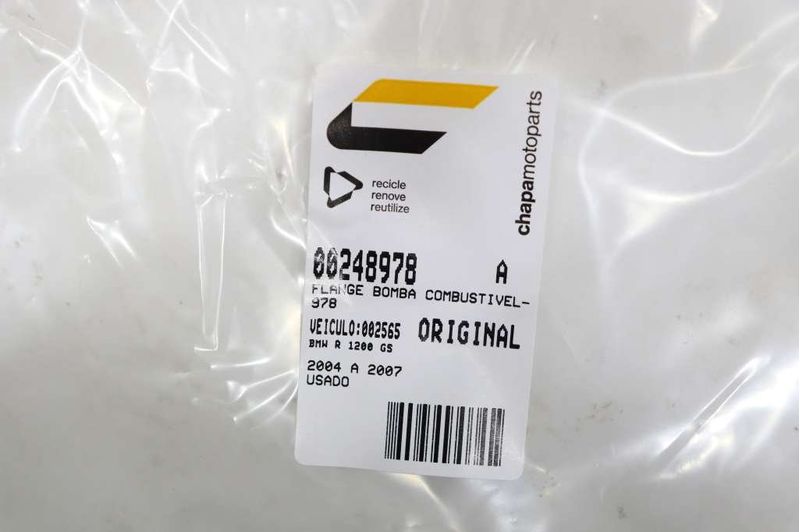 chapamotoparts
recicle
renove
reutilize
00248978 A
FLANGE BOMBA COMBUSTIVEL-
978
VEICULO:002565 ORIGINAL
BMW R 1200 GS
2004 A 2007
USADO